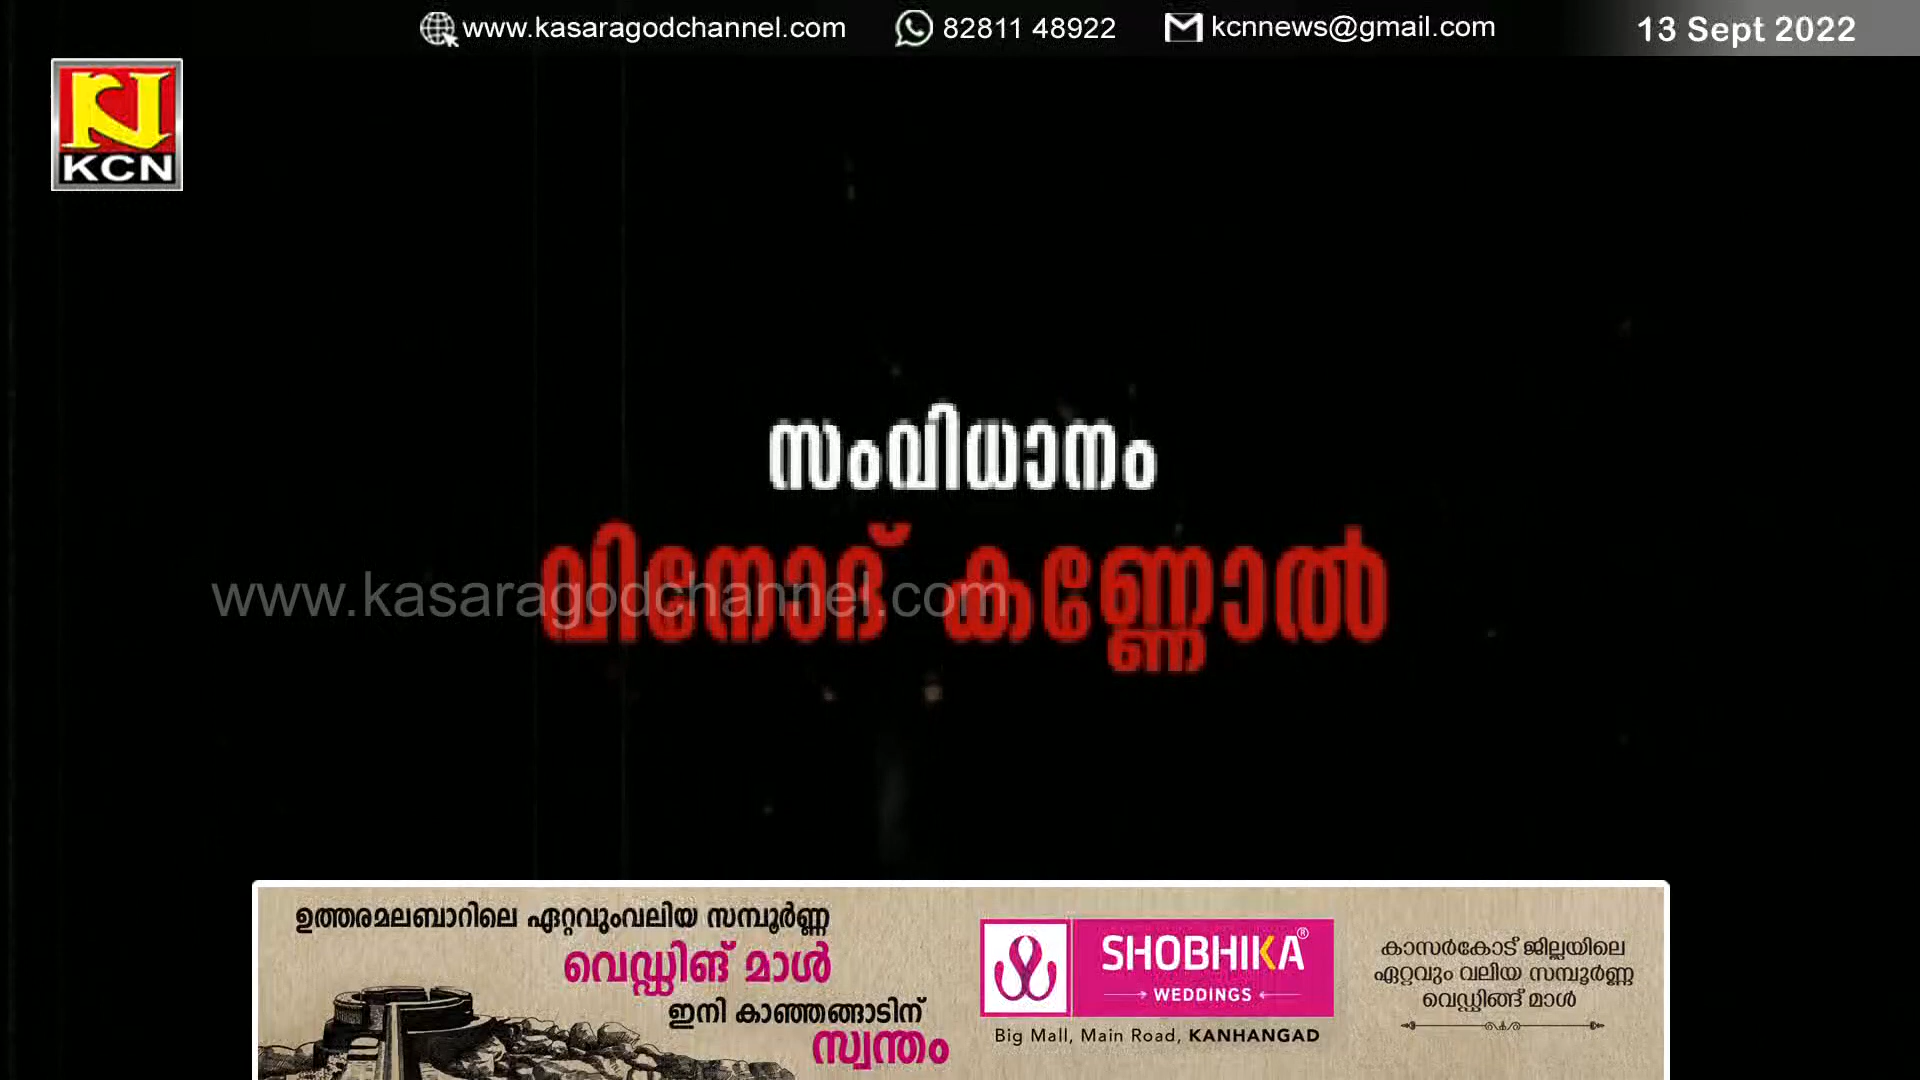 www.kasaragodchannel.com 82811 48922 kcnnews@gmail.com 13 Sept 2022
KCN
സംവിധാനം
വിനോദ് കണ്ണോൽ
www.kasaragodchannel.com
ഉത്തരമലബാറിലെ ഏറ്റവുംവലിയ സമ്പൂർണ്ണ
വെഡ്ഡിങ് മാൾ
ഇനി കാഞ്ഞങ്ങാടിന്
സ്വന്തം
SHOBHIKA®
WEDDINGS
Big Mall, Main Road, KANHANGAD
കാസർകോട് ജില്ലയിലെ
ഏറ്റവും വലിയ സമ്പൂർണ്ണ
വെഡ്ഡിങ്ങ് മാൾ